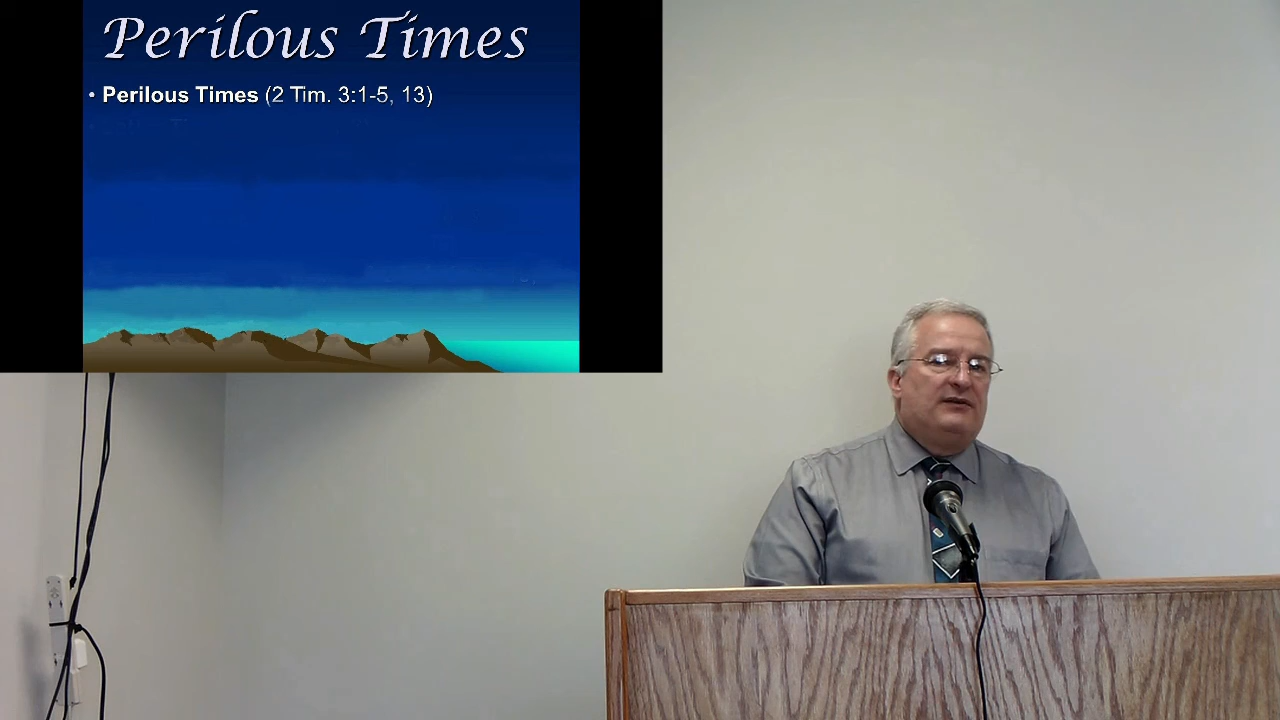 Perilous Times
• Perilous Times (2 Tim. 3:1-5, 13)